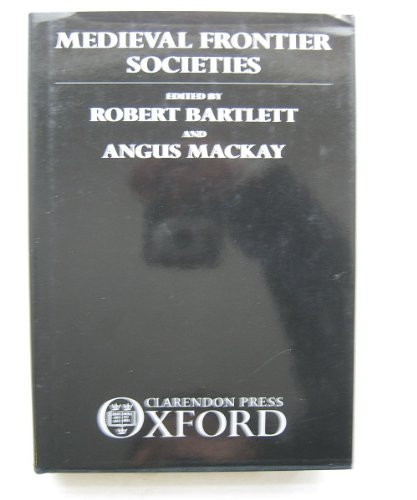 MEDIEVAL FRONTIER
SOCIETIES
EDITED BY
ROBERT BARTLETT
AND
ANGUS MACKAY
CLARENDON PRESS
OXFORD